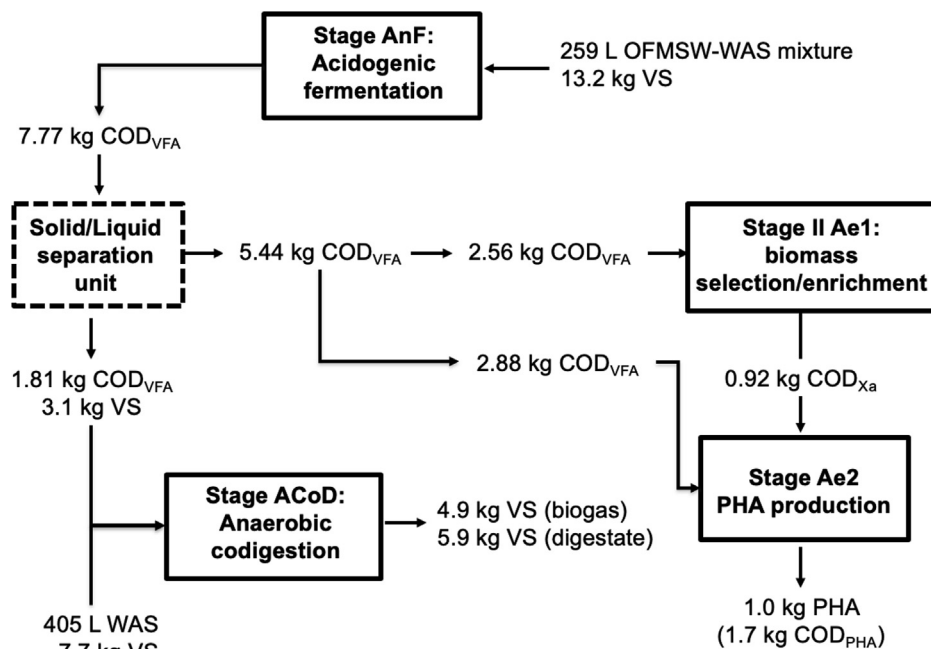 Stage AnF:
Acidogenic
fermentation
259 L OFMSW-WAS mixture
13.2 kg VS
7.77 kg COD_VFA
Solid/Liquid
separation
unit
5.44 kg COD_VFA
2.56 kg COD_VFA
Stage II Ae1:
biomass
selection/enrichment
2.88 kg COD_VFA
1.81 kg COD_VFA
3.1 kg VS
0.92 kg COD_Xa
Stage Ae2
PHA production
Stage ACoD:
Anaerobic
codigestion
4.9 kg VS (biogas)
5.9 kg VS (digestate)
405 L WAS
7.7 kg VS
1.0 kg PHA
(1.7 kg COD_PHA)